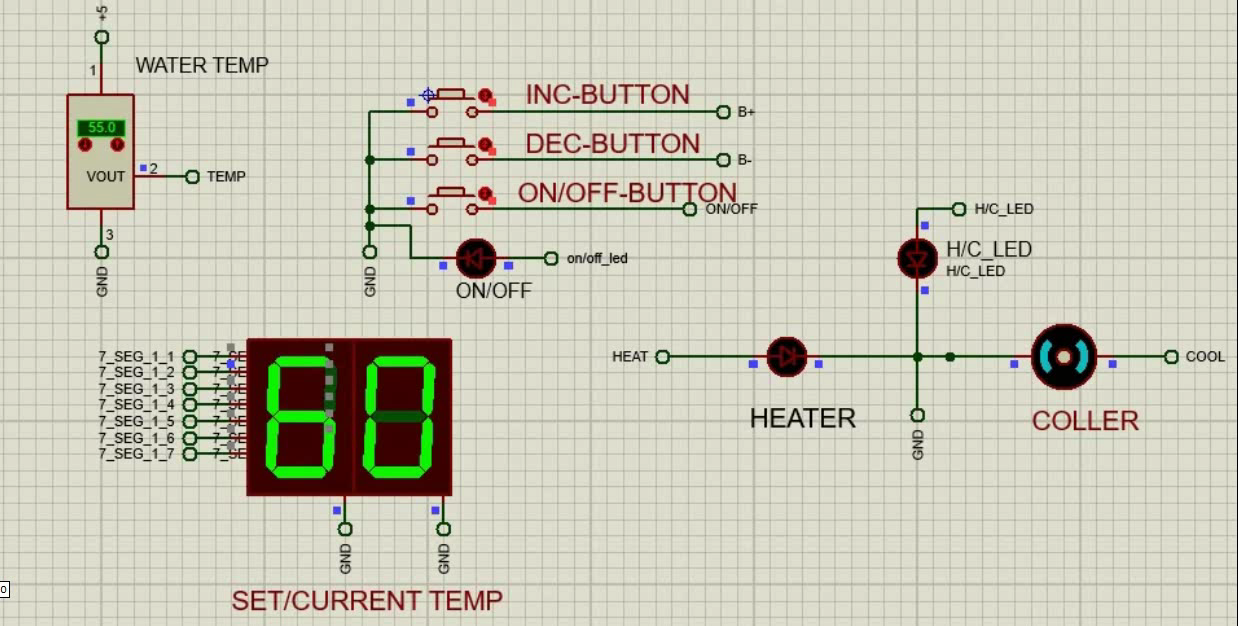 +5
1
WATER TEMP
55.0
VOUT
2
TEMP
3
GND
INC-BUTTON
B+
DEC-BUTTON
B-
ON/OFF-BUTTON
ON/OFF
GND
on/off_led
ON/OFF
H/C_LED
H/C_LED
H/C_LED
HEAT
HEATER
GND
COOL
COLLER
7_SEG_1_1
7_SEG_1_2
7_SEG_1_3
7_SEG_1_4
7_SEG_1_5
7_SEG_1_6
7_SEG_1_7
60
GND
GND
SET/CURRENT TEMP